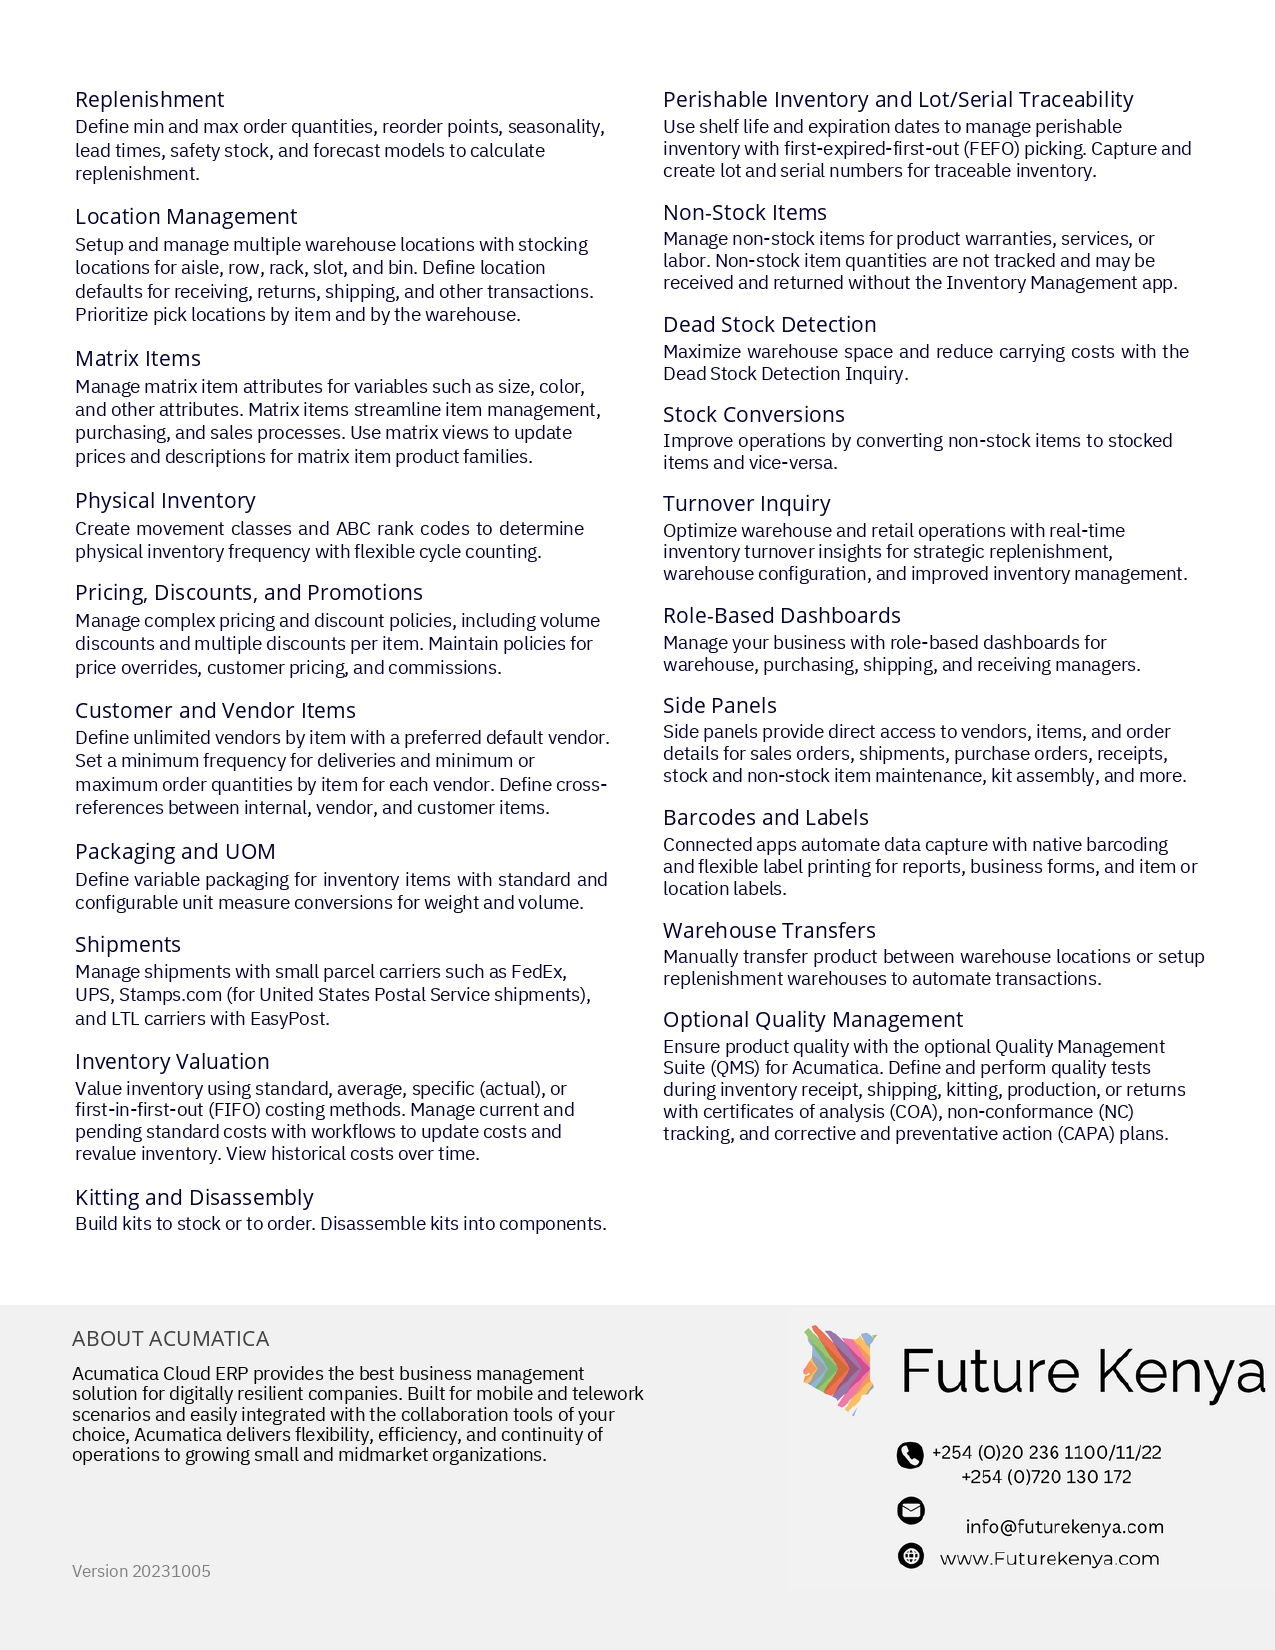 Replenishment
Define min and max order quantities, reorder points, seasonality,
lead times, safety stock, and forecast models to calculate
replenishment.
Location Management
Setup and manage multiple warehouse locations with stocking
locations for aisle, row, rack, slot, and bin. Define location
defaults for receiving, returns, shipping, and other transactions.
Prioritize pick locations by item and by the warehouse.
Matrix Items
Manage matrix item attributes for variables such as size, color,
and other attributes. Matrix items streamline item management,
purchasing, and sales processes. Use matrix views to update
prices and descriptions for matrix item product families.
Physical Inventory
Create movement classes and ABC rank codes to determine
physical inventory frequency with flexible cycle counting.
Pricing, Discounts, and Promotions
Manage complex pricing and discount policies, including volume
discounts and multiple discounts per item. Maintain policies for
price overrides, customer pricing, and commissions.
Customer and Vendor Items
Define unlimited vendors by item with a preferred default vendor.
Set a minimum frequency for deliveries and minimum or
maximum order quantities by item for each vendor. Define cross-
references between internal, vendor, and customer items.
Packaging and UOM
Define variable packaging for inventory items with standard and
configurable unit measure conversions for weight and volume.
Shipments
Manage shipments with small parcel carriers such as FedEx,
UPS, Stamps.com (for United States Postal Service shipments),
and LTL carriers with EasyPost.
Inventory Valuation
Value inventory using standard, average, specific (actual), or
first-in-first-out (FIFO) costing methods. Manage current and
pending standard costs with workflows to update costs and
revalue inventory. View historical costs over time.
Kitting and Disassembly
Build kits to stock or to order. Disassemble kits into components.
Perishable Inventory and Lot/Serial Traceability
Use shelf life and expiration dates to manage perishable
inventory with first-expired-first-out (FEFO) picking. Capture and
create lot and serial numbers for traceable inventory.
Non-Stock Items
Manage non-stock items for product warranties, services, or
labor. Non-stock item quantities are not tracked and may be
received and returned without the Inventory Management app.
Dead Stock Detection
Maximize warehouse space and reduce carrying costs with the
Dead Stock Detection Inquiry.
Stock Conversions
Improve operations by converting non-stock items to stocked
items and vice-versa.
Turnover Inquiry
Optimize warehouse and retail operations with real-time
inventory turnover insights for strategic replenishment,
warehouse configuration, and improved inventory management.
Role-Based Dashboards
Manage your business with role-based dashboards for
warehouse, purchasing, shipping, and receiving managers.
Side Panels
Side panels provide direct access to vendors, items, and order
details for sales orders, shipments, purchase orders, receipts,
stock and non-stock item maintenance, kit assembly, and more.
Barcodes and Labels
Connected apps automate data capture with native barcoding
and flexible label printing for reports, business forms, and item or
location labels.
Warehouse Transfers
Manually transfer product between warehouse locations or setup
replenishment warehouses to automate transactions.
Optional Quality Management
Ensure product quality with the optional Quality Management
Suite (QMS) for Acumatica. Define and perform quality tests
during inventory receipt, shipping, kitting, production, or returns
with certificates of analysis (COA), non-conformance (NC)
tracking, and corrective and preventative action (CAPA) plans.
ABOUT ACUMATICA
Acumatica Cloud ERP provides the best business management
solution for digitally resilient companies. Built for mobile and telework
scenarios and easily integrated with the collaboration tools of your
choice, Acumatica delivers flexibility, efficiency, and continuity of
operations to growing small and midmarket organizations.
Version 20231005
Future Kenya
+254 (0)20 236 1100/11/22
+254 (0)720 130 172
info@futurekenya.com
www.Futurekenya.com